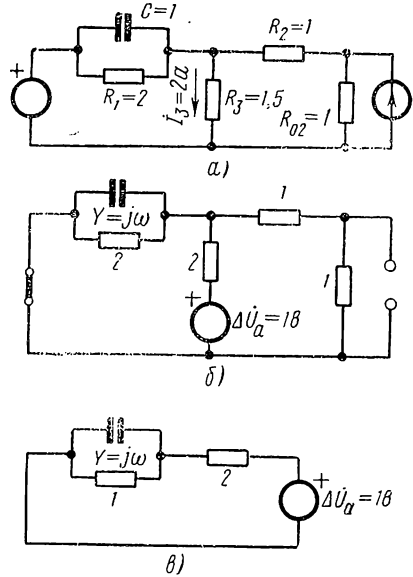 C=1
+
R₁=2
İ₃=2a
R₂=1
R₃=1,5
R₀₂=1
а)
Y=jω
2
1
2
+
ΔU̇ₐ=1В
1
б)
Y=jω
1
2
+
ΔU̇ₐ=1В
в)